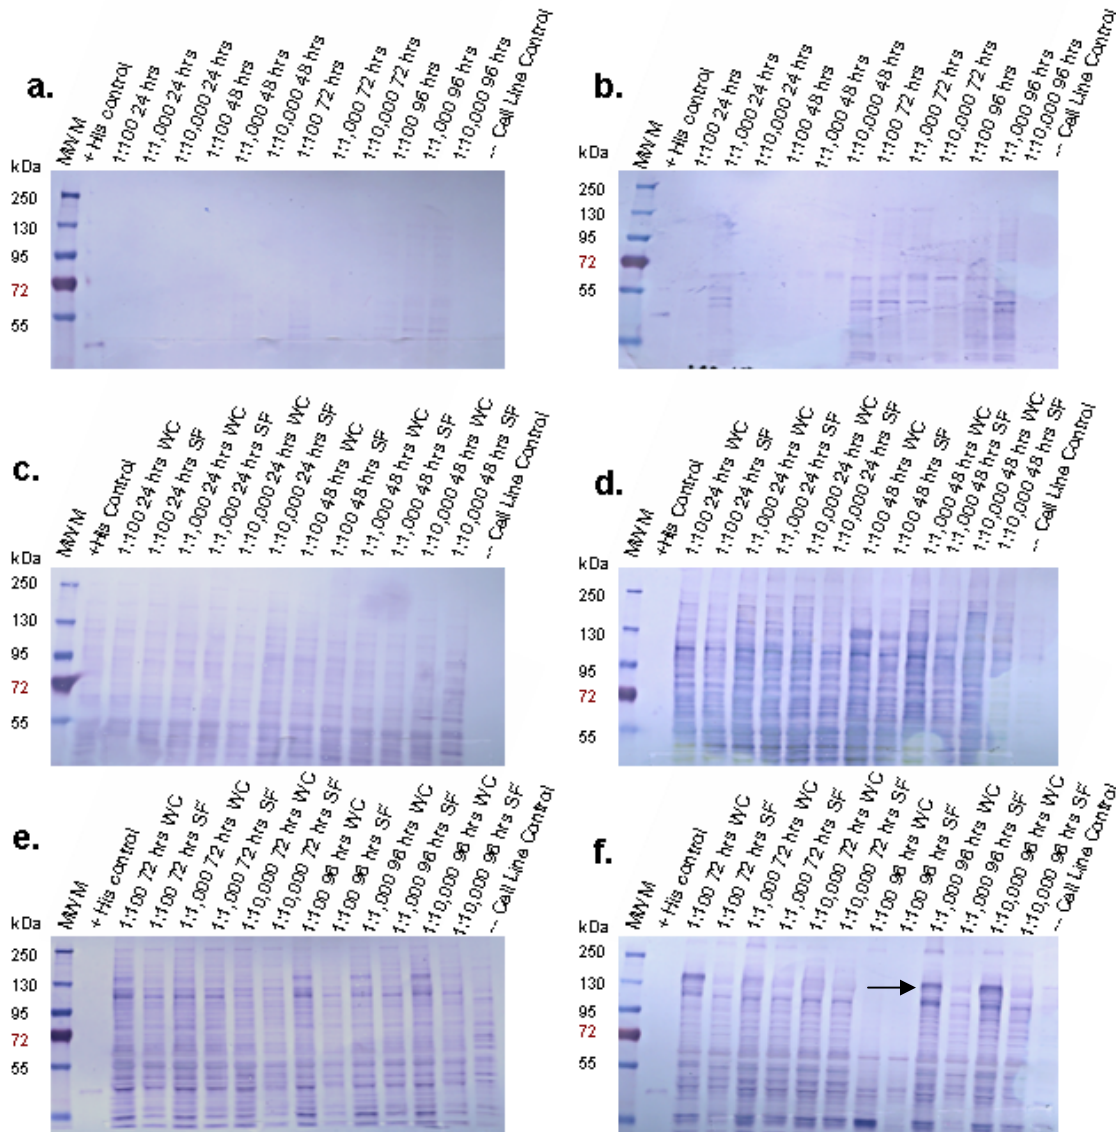 a.
kDa
MW M
+ His control
1:100 24 hrs
1:1,000 24 hrs
1:10,000 24 hrs
1:100 48 hrs
1:1,000 48 hrs
1:10,000 48 hrs
1:100 72 hrs
1:1,000 72 hrs
1:10,000 72 hrs
1:100 96 hrs
1:1,000 96 hrs
1:10,000 96 hrs
-- Call Line Control
250
130
95
72
55
b.
kDa
MW M
+ His control
1:100 24 hrs
1:1,000 24 hrs
1:10,000 24 hrs
1:100 48 hrs
1:1,000 48 hrs
1:10,000 48 hrs
1:100 72 hrs
1:1,000 72 hrs
1:10,000 72 hrs
1:100 96 hrs
1:1,000 96 hrs
1:10,000 96 hrs
-- Call Line Control
250
130
95
72
55
c.
kDa
MW M
+His Control
1:100 24 hrs WC
1:100 24 hrs SF
1:1,000 24 hrs WC
1:1,000 24 hrs SF
1:10,000 24 hrs WC
1:10,000 24 hrs SF
1:100 48 hrs WC
1:100 48 hrs SF
1:1,000 48 hrs WC
1:1,000 48 hrs SF
1:10,000 48 hrs WC
1:10,000 48 hrs SF
-- Call Line Control
250
130
95
72
55
d.
kDa
MW M
+His Control
1:100 24 hrs WC
1:100 24 hrs SF
1:1,000 24 hrs WC
1:1,000 24 hrs SF
1:10,000 24 hrs WC
1:10,000 24 hrs SF
1:100 48 hrs WC
1:100 48 hrs SF
1:1,000 48 hrs WC
1:1,000 48 hrs SF
1:10,000 48 hrs WC
1:10,000 48 hrs SF
-- Call Line Control
250
130
95
72
55
e.
kDa
MW M
+ His control
1:100 72 hrs WC
1:100 72 hrs SF
1:1,000 72 hrs WC
1:1,000 72 hrs SF
1:10,000 72 hrs WC
1:10,000 72 hrs SF
1:100 96 hrs WC
1:100 96 hrs SF
1:1,000 96 hrs WC
1:1,000 96 hrs SF
1:10,000 96 hrs WC
1:10,000 96 hrs SF
-- Call Line Control
250
130
95
72
55
f.
kDa
MW M
+ His control
1:100 72 hrs WC
1:100 72 hrs SF
1:1,000 72 hrs WC
1:1,000 72 hrs SF
1:10,000 72 hrs WC
1:10,000 72 hrs SF
1:100 96 hrs WC
1:100 96 hrs SF
1:1,000 96 hrs WC
1:1,000 96 hrs SF
1:10,000 96 hrs WC
1:10,000 96 hrs SF
-- Call Line Control
250
130
95
72
55